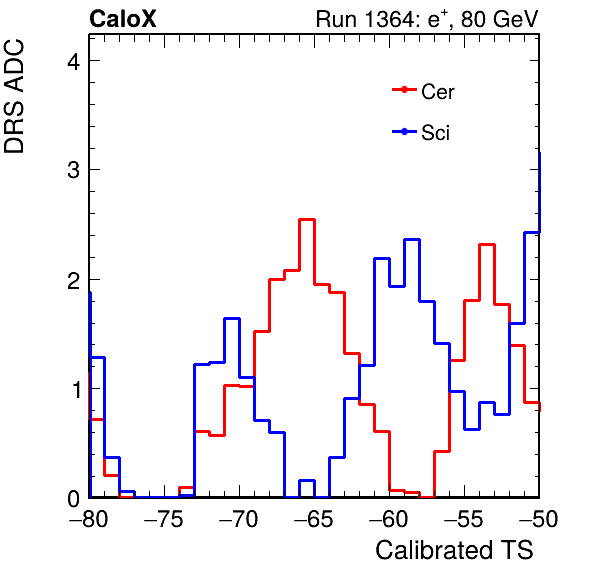 CaloX Run 1364: e⁺, 80 GeV
DRS ADC
4
3
2
1
0
Cer
Sci
−80 −75 −70 −65 −60 −55 −50
Calibrated TS